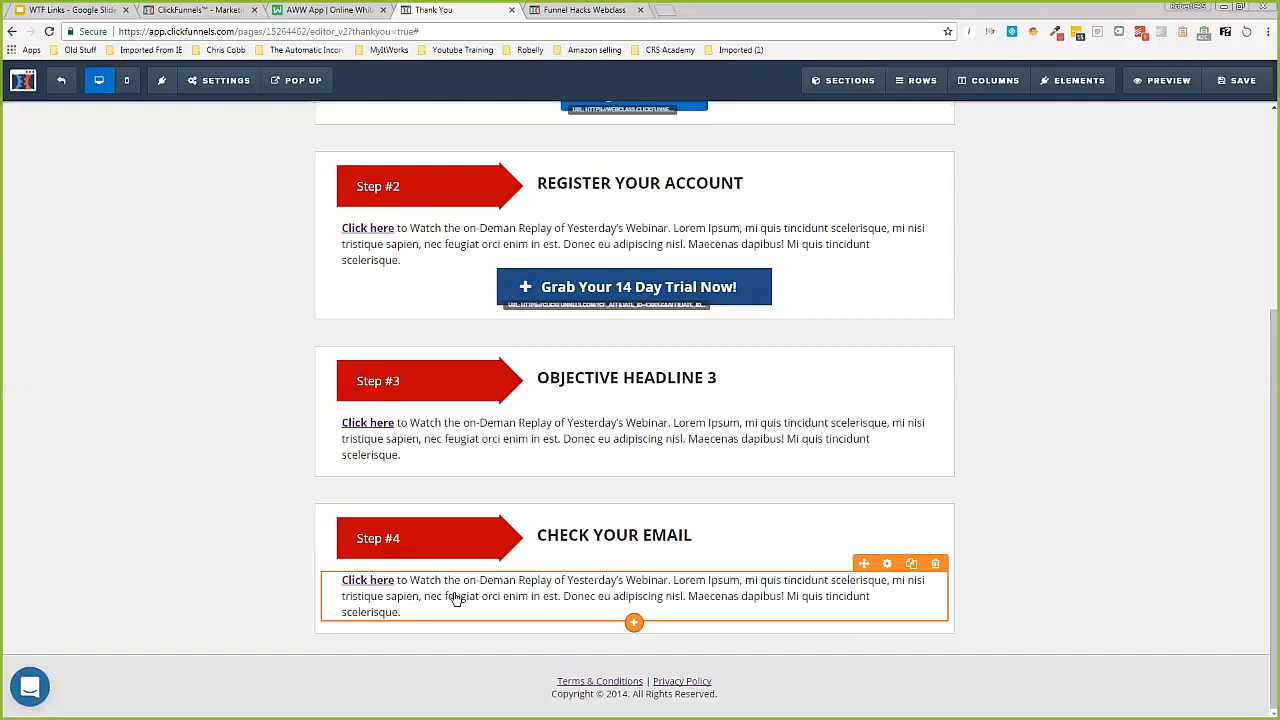 WTF Links - Google Slide
ClickFunnels™ - Marketi
AWW App | Online Whit
Thank You
Funnel Hacks Webclass
Secure
https://app.clickfunnels.com/pages/15264462/editor_v2?thankyou=true#
Apps
Old Stuff
Imported From IE
Chris Cobb
The Automatic Incom
MyStWorks
Youtube Training
Robelly
Amazon selling
CRS Academy
Imported (1)
SETTINGS
POP UP
SECTIONS
ROWS
COLUMNS
ELEMENTS
PREVIEW
SAVE
URL: HTTPS://WEBCLASS.CLICKFUNNE...
Step #2
REGISTER YOUR ACCOUNT
Click here to Watch the on-Deman Replay of Yesterday's Webinar. Lorem Ipsum, mi quis tincidunt scelerisque, mi nisi
tristique sapien, nec feugiat orci enim in est. Donec eu adipiscing nisl. Maecenas dapibus! Mi quis tincidunt
scelerisque.
Grab Your 14 Day Trial Now!
Step #3
OBJECTIVE HEADLINE 3
Click here to Watch the on-Deman Replay of Yesterday's Webinar. Lorem Ipsum, mi quis tincidunt scelerisque, mi nisi
tristique sapien, nec feugiat orci enim in est. Donec eu adipiscing nisl. Maecenas dapibus! Mi quis tincidunt
scelerisque.
Step #4
CHECK YOUR EMAIL
Click here to Watch the on-Deman Replay of Yesterday's Webinar. Lorem Ipsum, mi quis tincidunt scelerisque, mi nisi
tristique sapien, nec feugiat orci enim in est. Donec eu adipiscing nisl. Maecenas dapibus! Mi quis tincidunt
scelerisque.
Terms & Conditions | Privacy Policy
Copyright © 2014. All Rights Reserved.